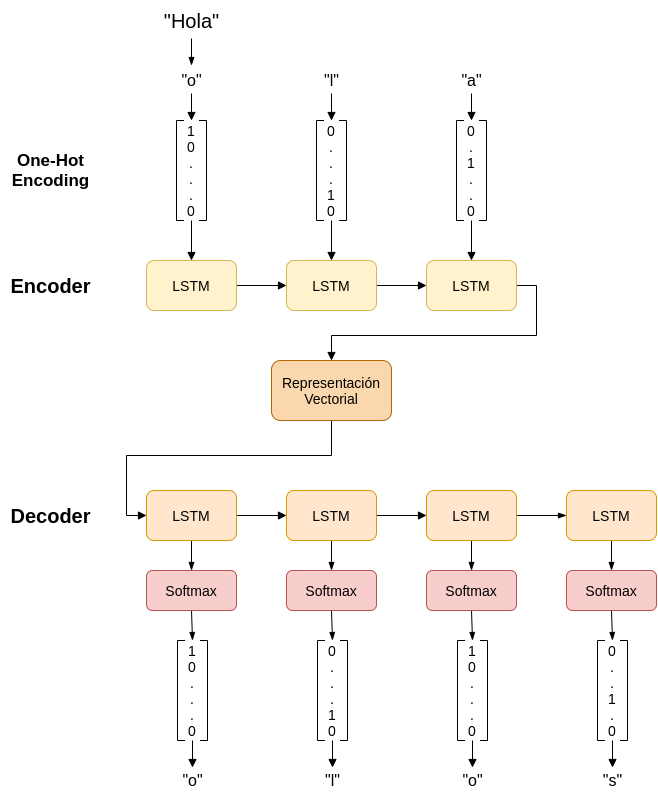 "Hola"
"o" "l" "a"
One-Hot
Encoding
1 0 0
0 . .
. . 1
. . .
. 1 .
0 0 0
Encoder
LSTM LSTM LSTM
Representación
Vectorial
Decoder
LSTM LSTM LSTM LSTM
Softmax Softmax Softmax Softmax
1 0 1 0
0 . 0 .
. . . .
. . . 1
. 1 . .
0 0 0 0
"o" "l" "o" "s"